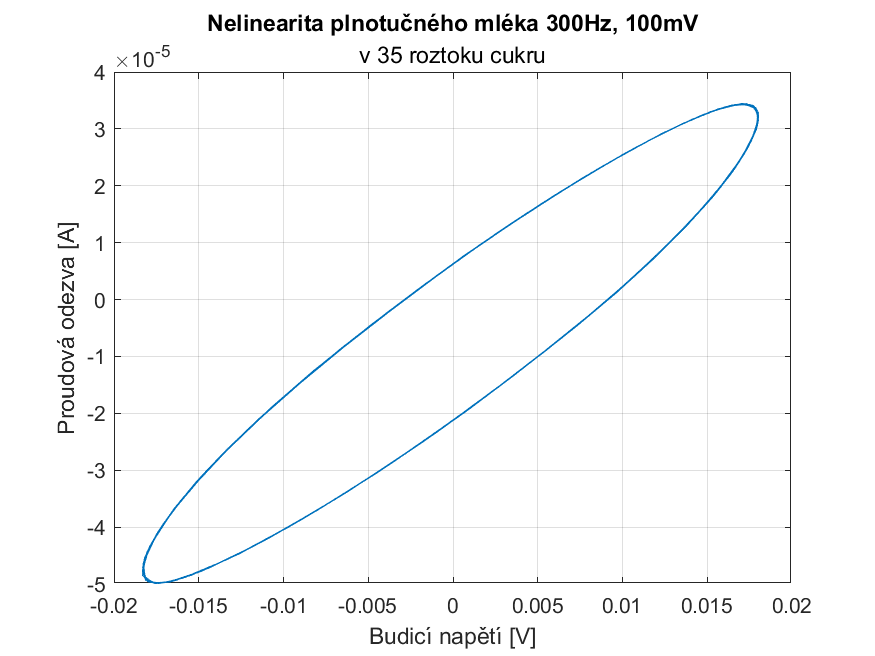 Nelinearita plnotučného mléka 300Hz, 100mV
v 35 roztoku cukru
×10⁻⁵
4
3
2
1
0
-1
-2
-3
-4
-5
Proudová odezva [A]
-0.02 -0.015 -0.01 -0.005 0 0.005 0.01 0.015 0.02
Budicí napětí [V]